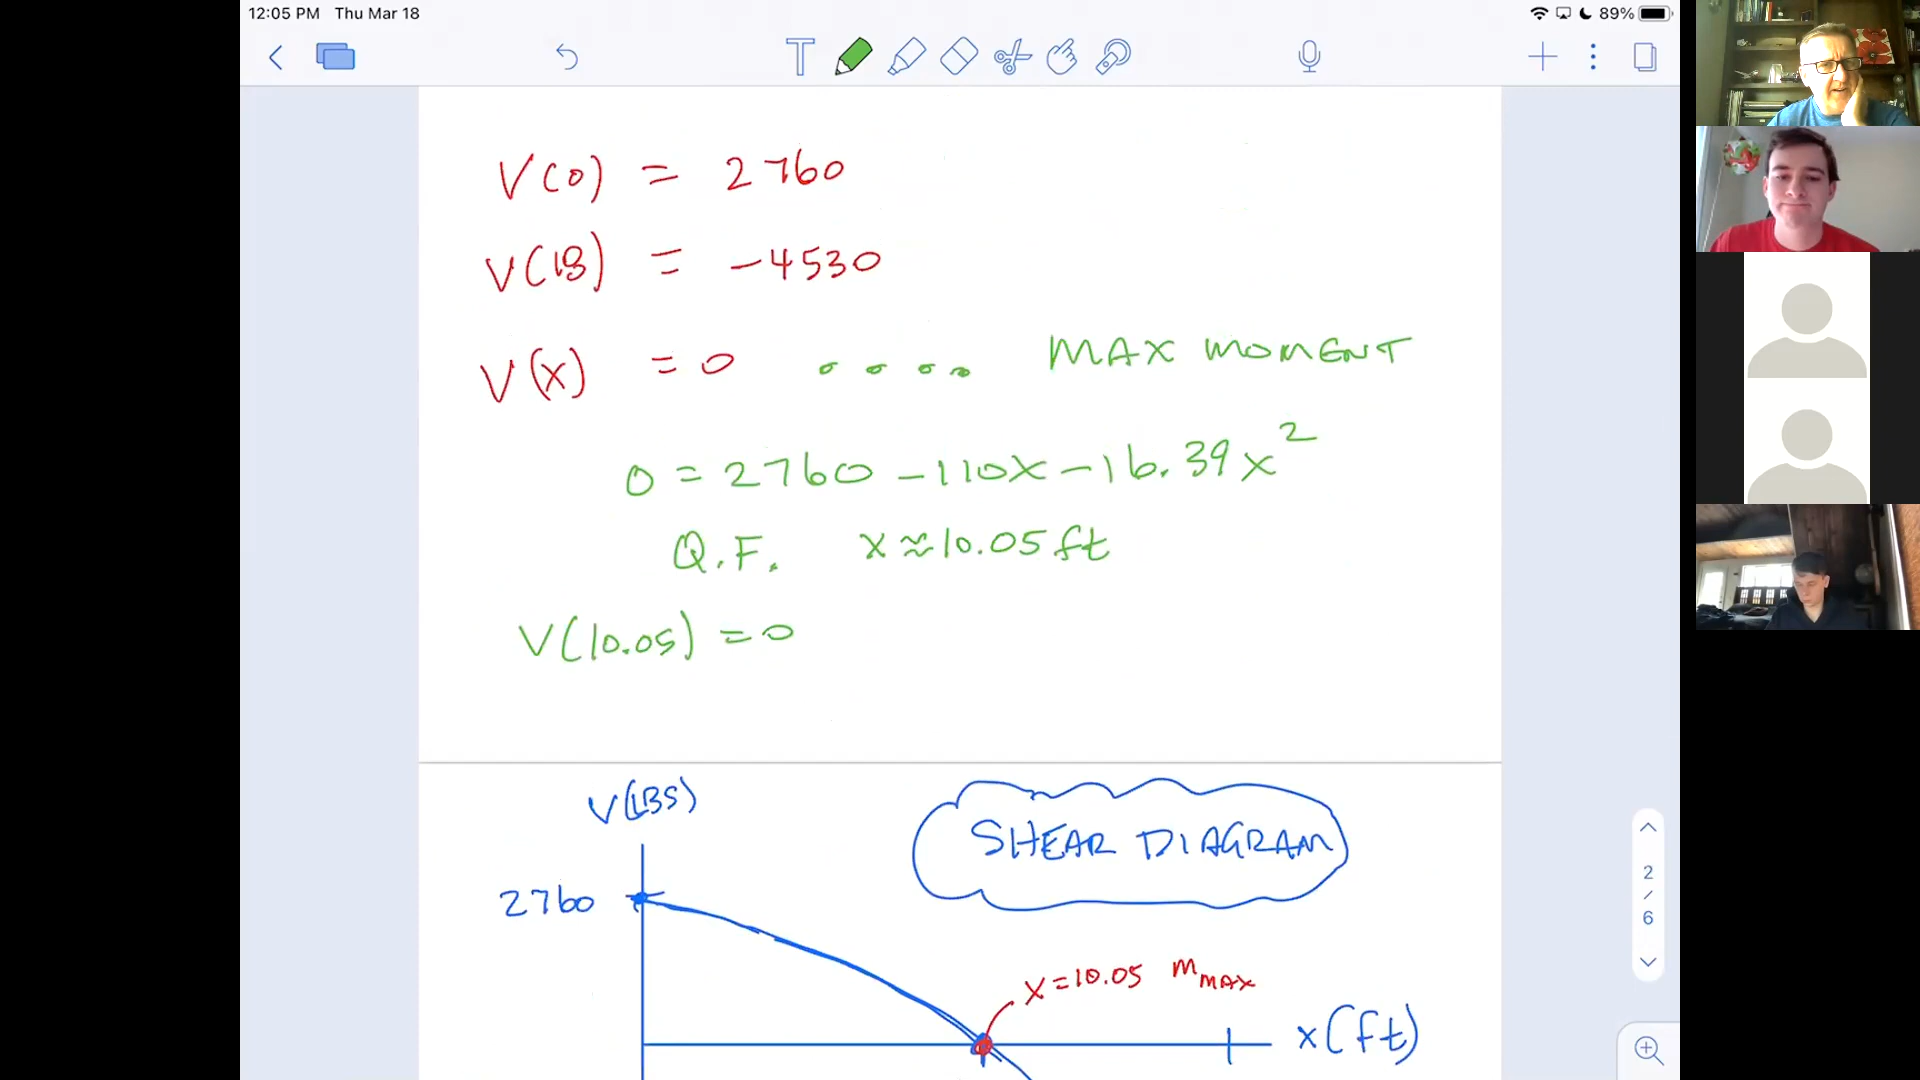 12:05 PM Thu Mar 18 89%
V(0) = 2760
V(18) = -4530
V(x) = 0 .... MAX MOMENT
0 = 2760 - 110x - 16.39x²
Q.F. x ≈ 10.05 ft
V(10.05) = 0
V(LBS)
SHEAR DIAGRAM
2760
x = 10.05 M MAX
x(ft)
2
/
6